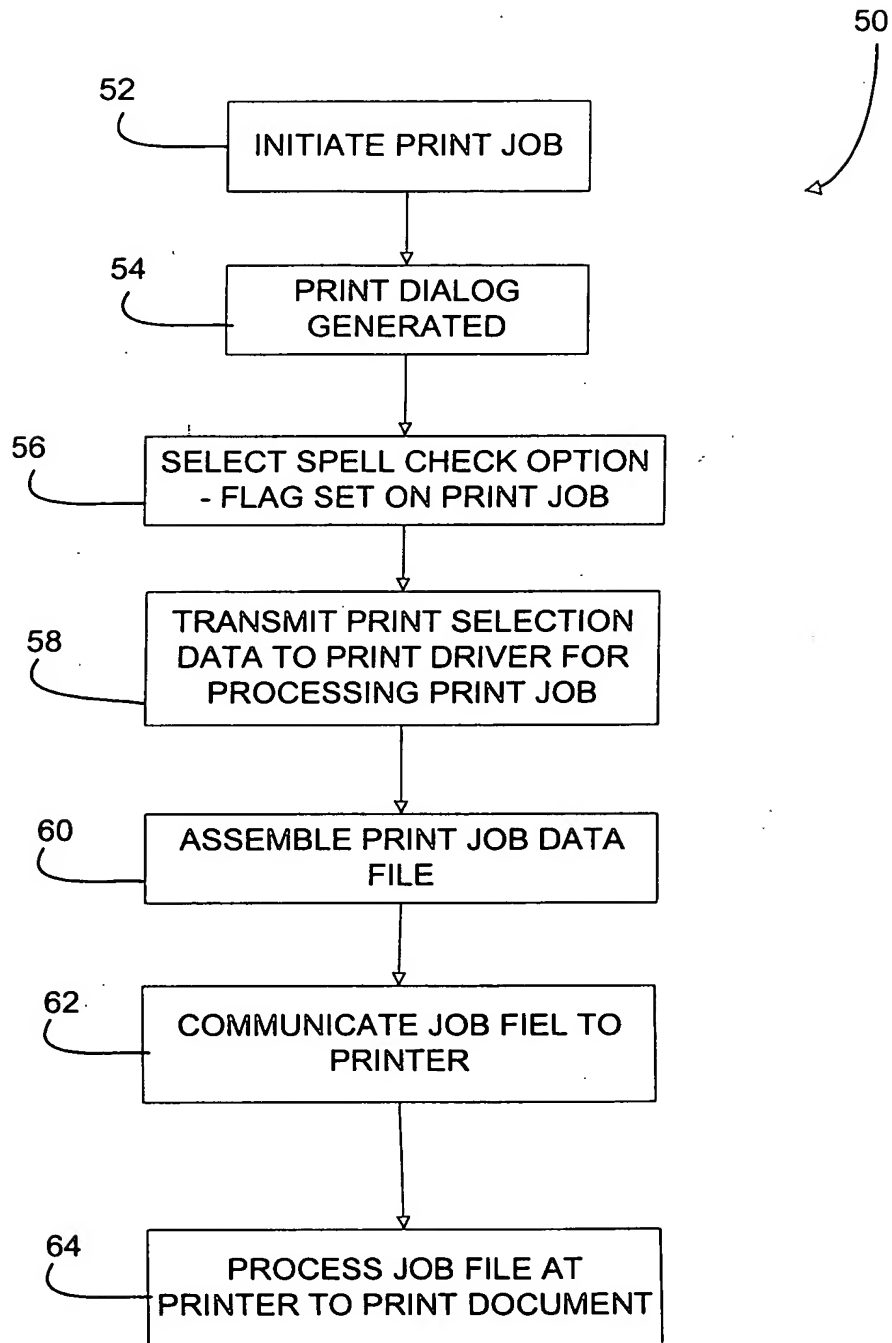 50
52
INITIATE PRINT JOB
54
PRINT DIALOG
GENERATED
56
SELECT SPELL CHECK OPTION
- FLAG SET ON PRINT JOB
58
TRANSMIT PRINT SELECTION
DATA TO PRINT DRIVER FOR
PROCESSING PRINT JOB
60
ASSEMBLE PRINT JOB DATA
FILE
62
COMMUNICATE JOB FIEL TO
PRINTER
64
PROCESS JOB FILE AT
PRINTER TO PRINT DOCUMENT